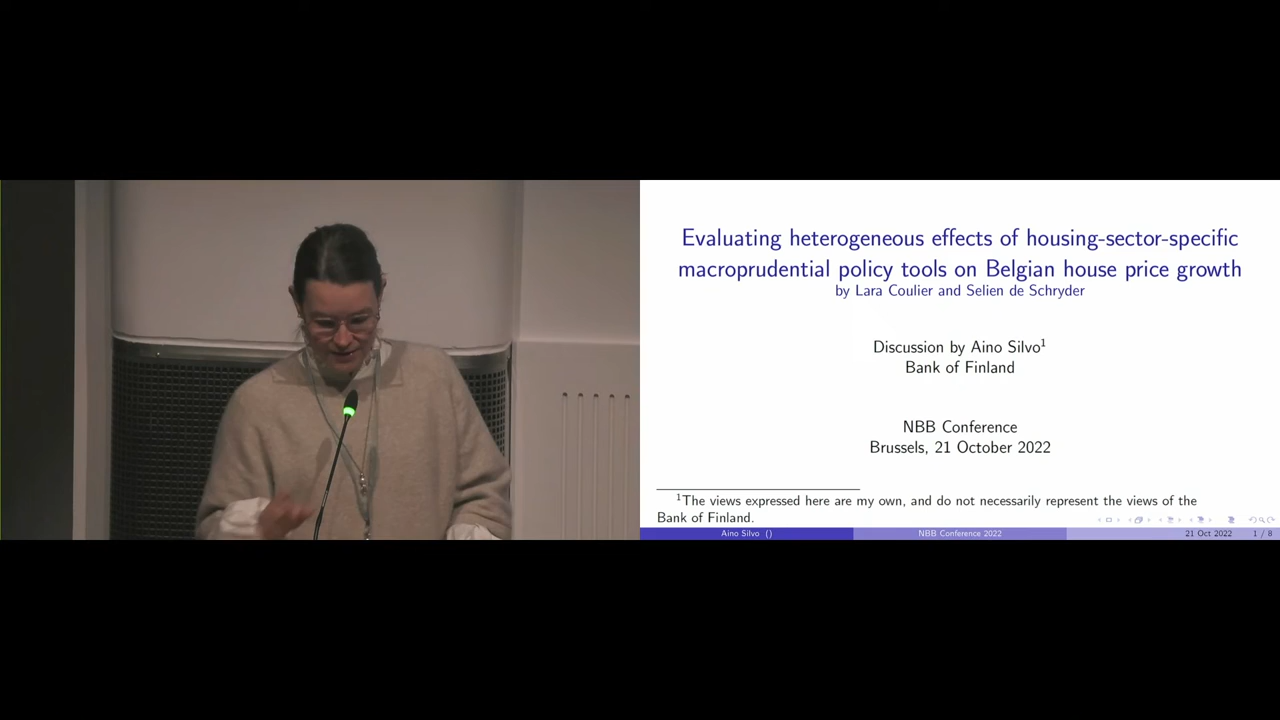 Evaluating heterogeneous effects of housing-sector-specific
macroprudential policy tools on Belgian house price growth
by Lara Coulier and Selien de Schryder
Discussion by Aino Silvo¹
Bank of Finland
NBB Conference
Brussels, 21 October 2022
¹The views expressed here are my own, and do not necessarily represent the views of the
Bank of Finland.
Aino Silvo () NBB Conference 2022 21 Oct 2022 1 / 8